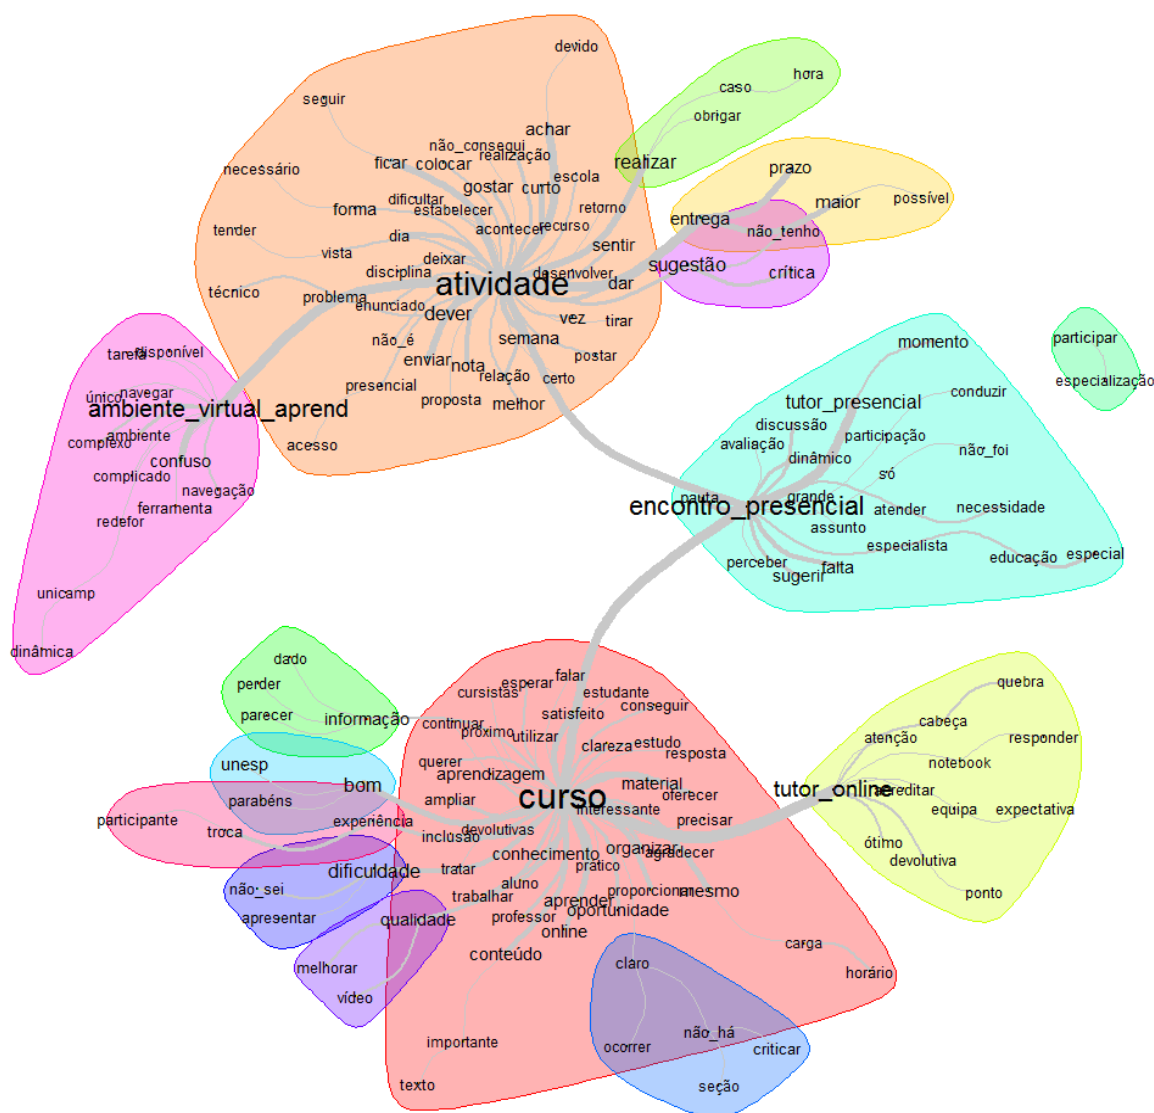 devido
seguir
achar
não_consegui
realização
ficar
colocar
necessário
gostar
curto
escola
dificultar
estabelecer
retorno
forma
acontecer
recurso
tender
dia
sentir
vista
deixar
disciplina
desenvolver
atividade
dar
técnico
problema
enunciado
dever
vez
tirar
não_é
semana
enviar
nota
postar
presencial
relação
certo
proposta
melhor
acesso
hora
caso
obrigar
realizar
prazo
possível
maior
entrega
não_tenho
sugestão
crítica
participar
especialização
tarefa
disponível
único
navegar
ambiente_virtual_aprend
complexo
ambiente
confuso
complicado
navegação
ferramenta
redefor
unicamp
dinâmica
momento
conduzir
tutor_presencial
discussão
participação
avaliação
dinâmico
não_foi
só
pauta
grande
encontro_presencial
atender
necessidade
assunto
especialista
educação
especial
perceber
falta
sugerir
dado
perder
parecer
informação
unesp
bom
parabéns
participante
troca
experiência
dificuldade
não_sei
apresentar
qualidade
melhorar
vídeo
falar
esperar
cursistas
estudante
satisfeito
conseguir
continuar
próximo
utilizar
clareza
estudo
resposta
querer
aprendizagem
material
oferecer
ampliar
curso
interessante
precisar
devolutivas
inclusão
organizar
agradecer
conhecimento
tratar
prático
aluno
proporcionar
mesmo
trabalhar
aprender
oportunidade
professor
online
conteúdo
carga
horário
importante
texto
claro
não_há
ocorrer
criticar
seção
quebra
cabeça
atenção
responder
notebook
tutor_online
acreditar
equipa
expectativa
ótimo
devolutiva
ponto